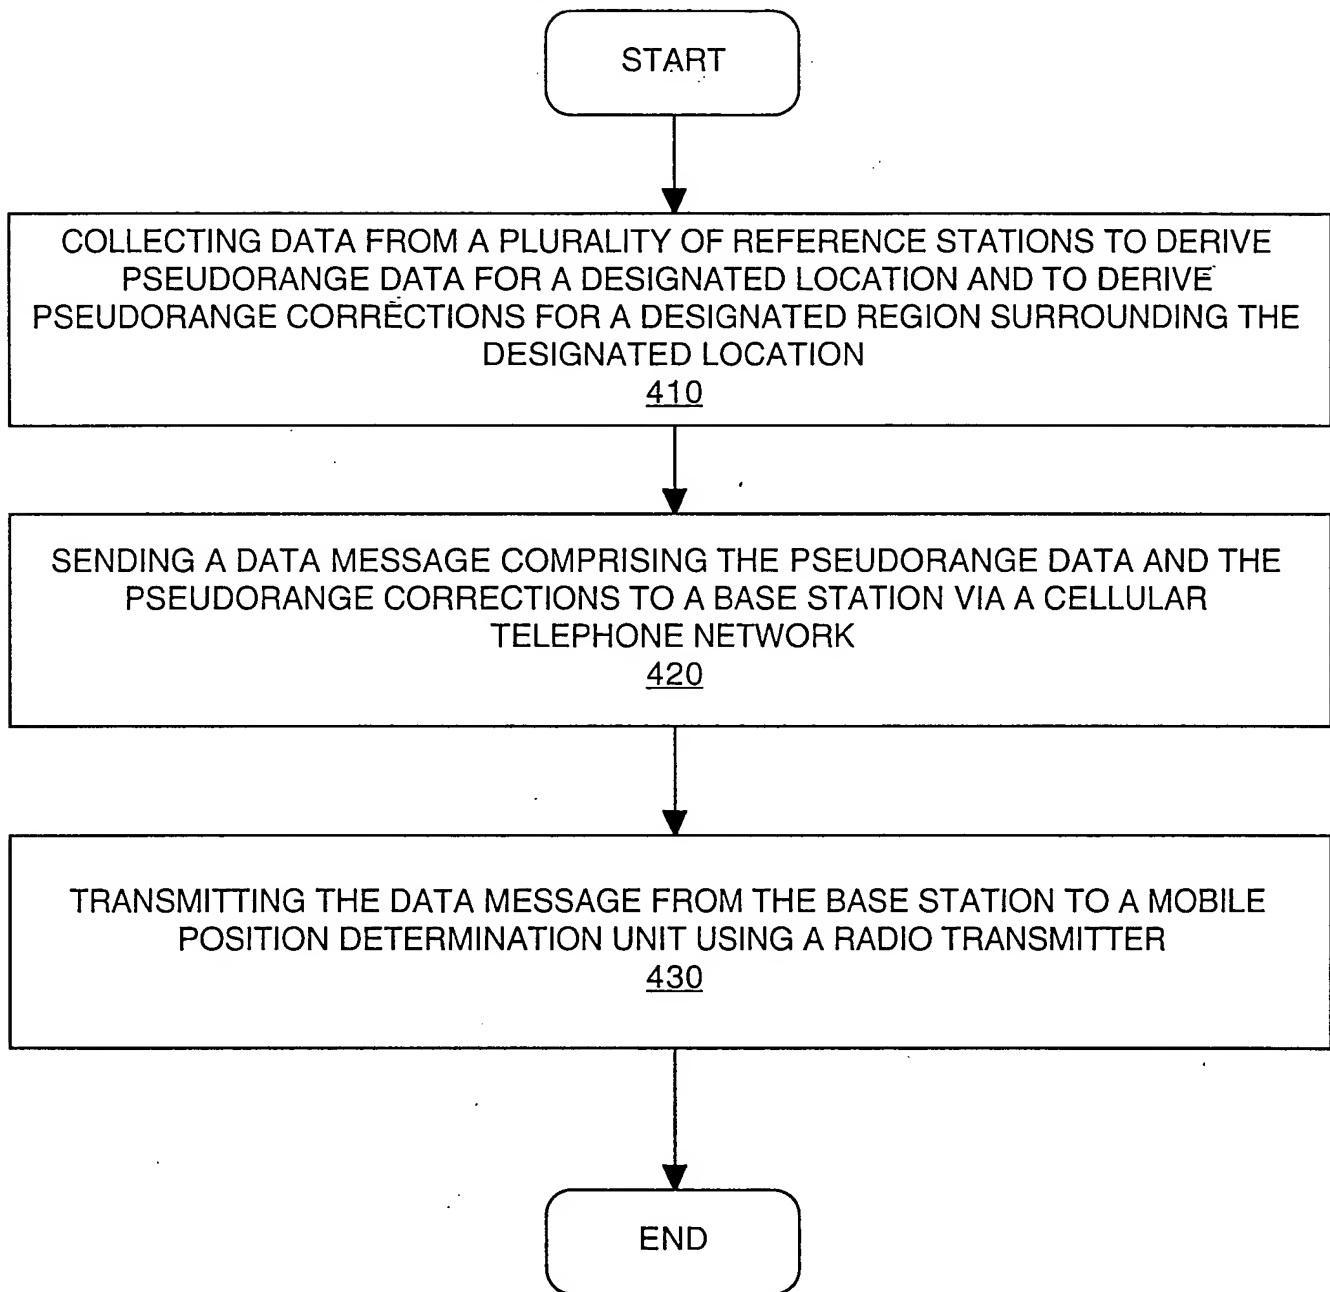 START
COLLECTING DATA FROM A PLURALITY OF REFERENCE STATIONS TO DERIVE
PSEUDORANGE DATA FOR A DESIGNATED LOCATION AND TO DERIVE
PSEUDORANGE CORRECTIONS FOR A DESIGNATED REGION SURROUNDING THE
DESIGNATED LOCATION
410
SENDING A DATA MESSAGE COMPRISING THE PSEUDORANGE DATA AND THE
PSEUDORANGE CORRECTIONS TO A BASE STATION VIA A CELLULAR
TELEPHONE NETWORK
420
TRANSMITTING THE DATA MESSAGE FROM THE BASE STATION TO A MOBILE
POSITION DETERMINATION UNIT USING A RADIO TRANSMITTER
430
END